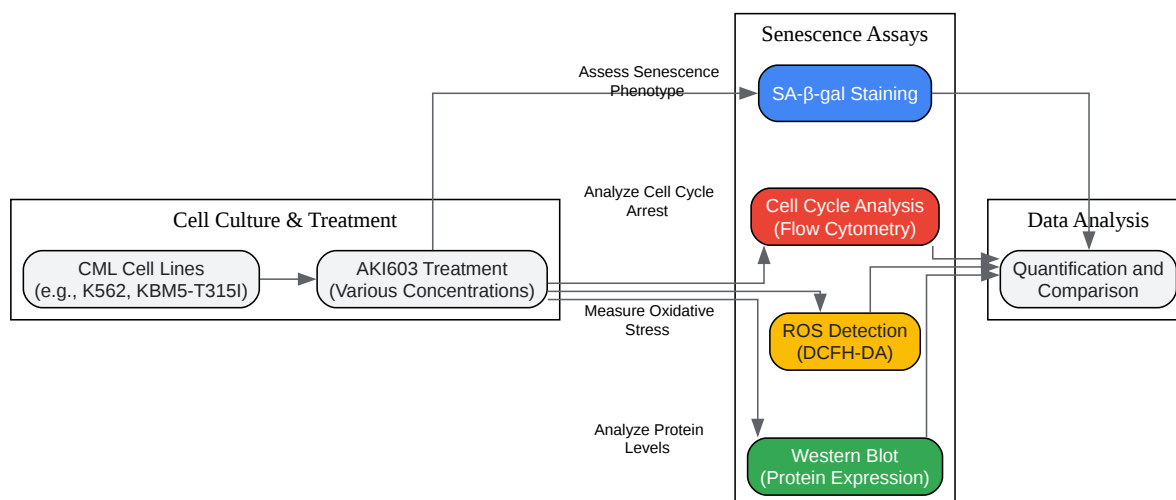 Senescence Assays
Assess Senescence
Phenotype
SA-β-gal Staining
Analyze Cell Cycle
Arrest
Cell Cycle Analysis
(Flow Cytometry)
Cell Culture & Treatment
CML Cell Lines
(e.g., K562, KBM5-T315I)
AKI603 Treatment
(Various Concentrations)
Measure Oxidative
Stress
ROS Detection
(DCFH-DA)
Analyze Protein
Levels
Western Blot
(Protein Expression)
Data Analysis
Quantification and
Comparison